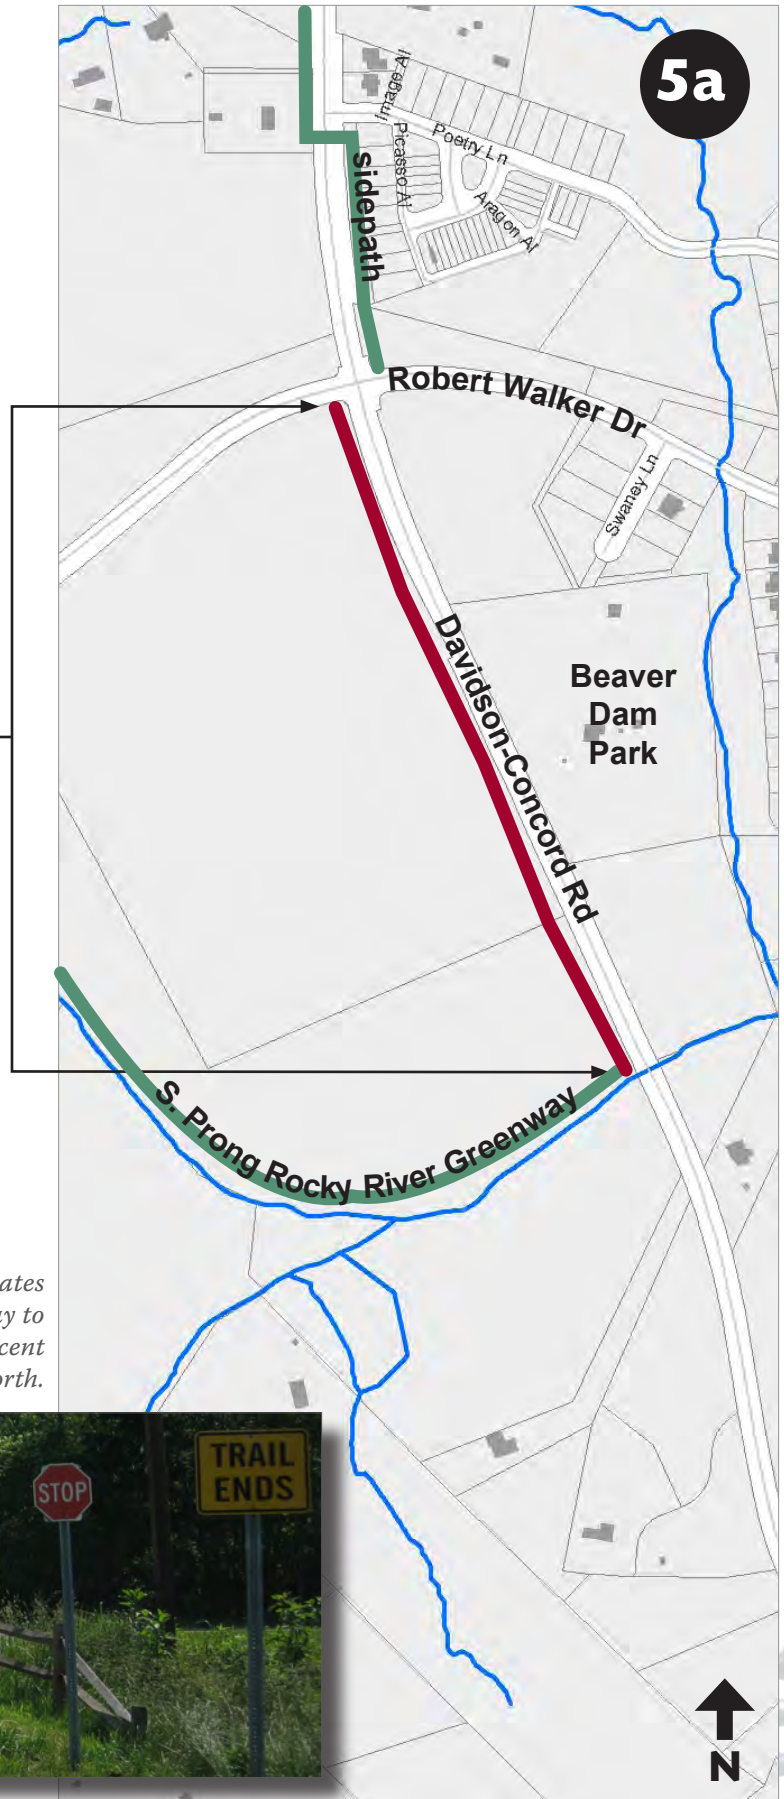 5a
Image Al
Picasso Al
Poetry Ln
Aragon Al
sidepath
Robert Walker Dr
Swaney Ln
Davidson-Concord Rd
Beaver
Dam
Park
S. Prong Rocky River Greenway
ates
y to
cent
orth.
STOP
TRAIL
ENDS
N